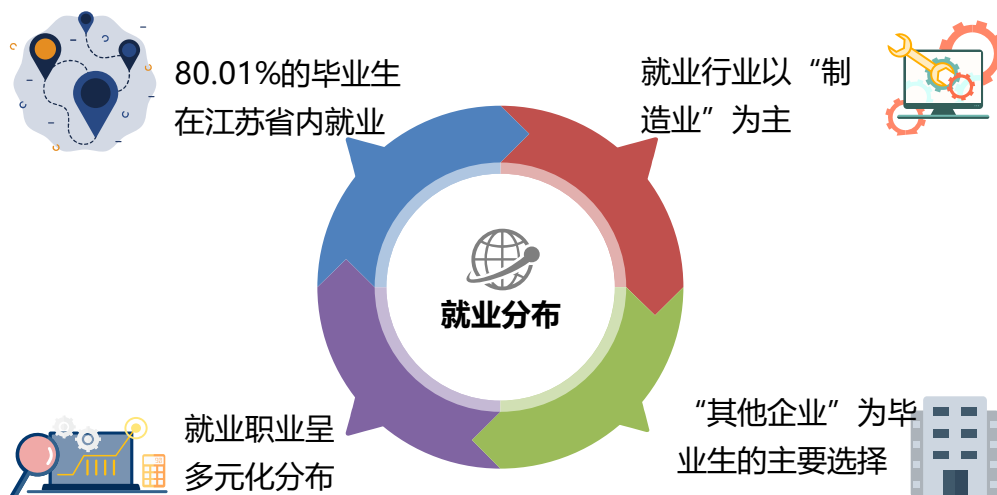 80.01%的毕业生
在江苏省内就业
就业行业以“制
造业”为主
就业分布
就业职业呈
多元化分布
“其他企业”为毕
业生的主要选择